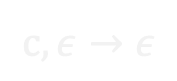 c, ϵ → ϵ